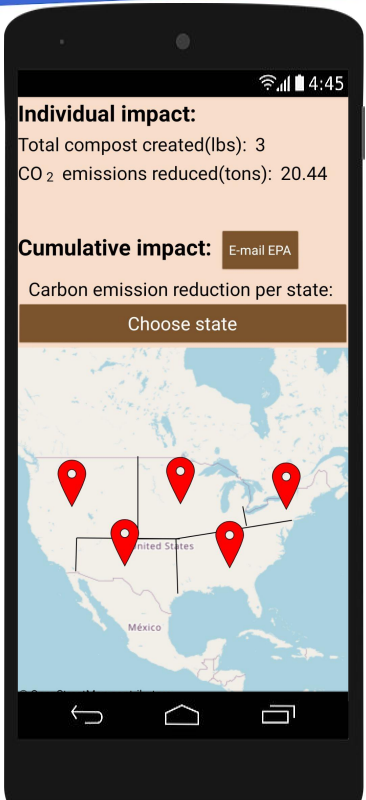 4:45
Individual impact:
Total compost created(lbs): 3
CO 2 emissions reduced(tons): 20.44
Cumulative impact: E-mail EPA
Carbon emission reduction per state:
Choose state
United States
México